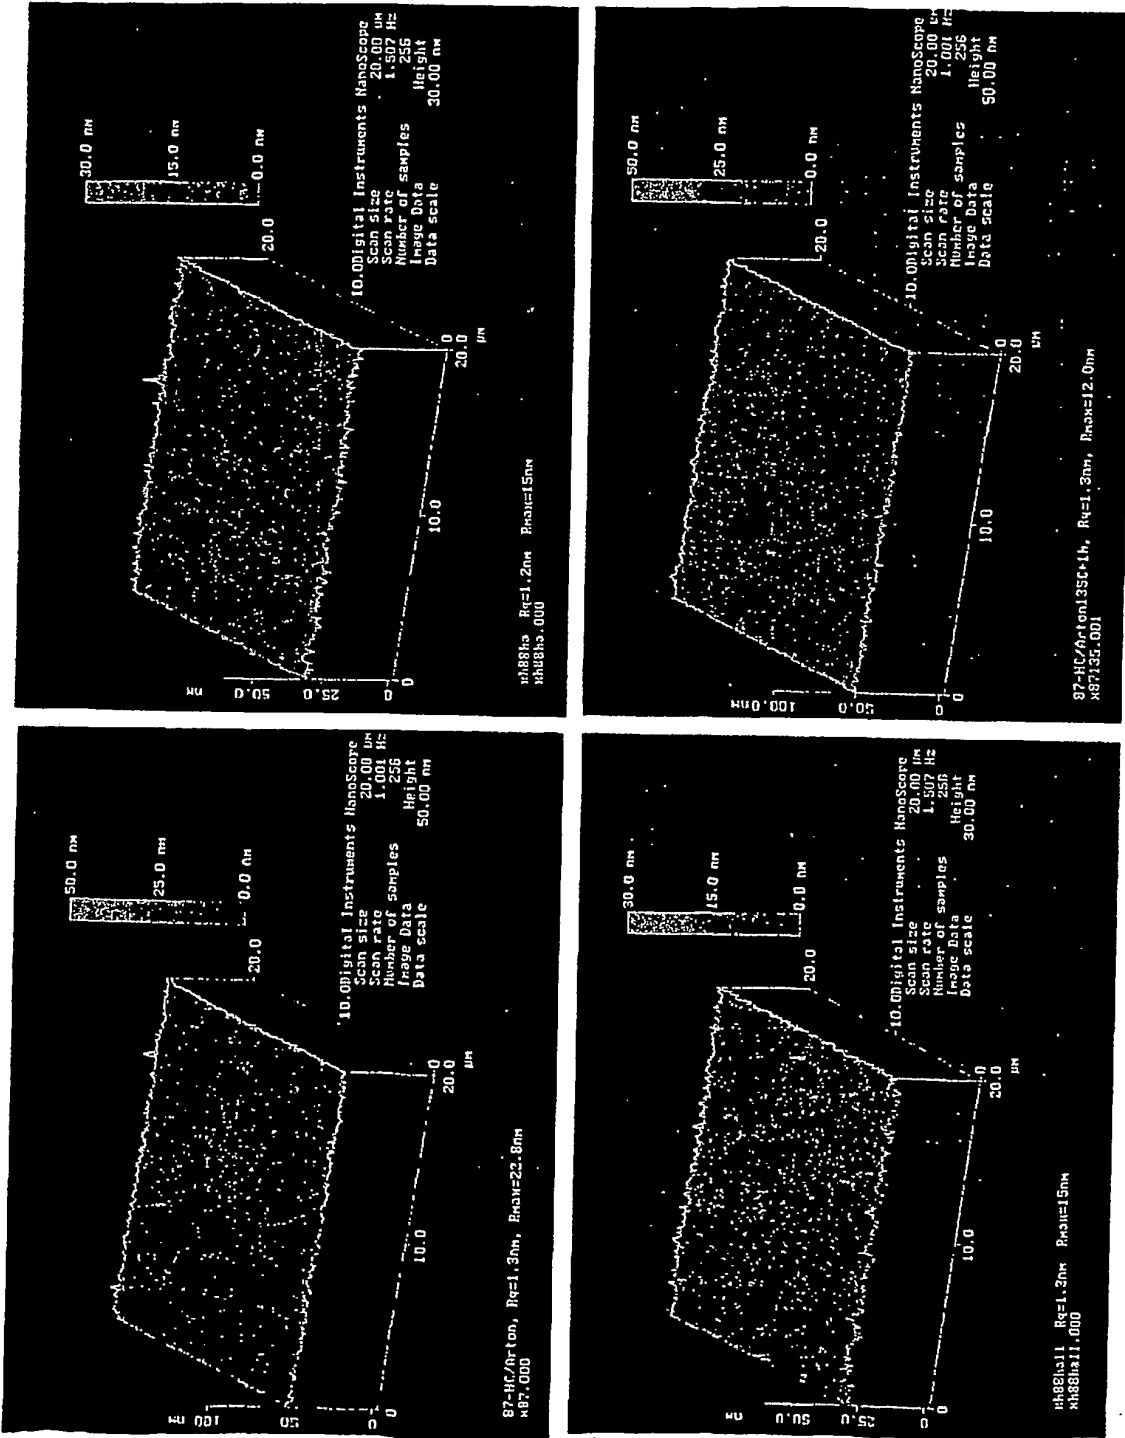 30.0 nm
15.0 nm
0.0 nm
20.0
10.0
Digital Instruments NanoScope
Scan size 20.00 µm
Scan rate 1.507 Hz
Number of samples 256
Image Data Height
Data scale 30.00 nm
nm
50.0
25.0
0
0
10.0
20.0
0
µm
Rq=1.2nm Rmax=15nm
50.0 nm
25.0 nm
0.0 nm
20.0
10.0
Digital Instruments NanoScope
Scan size 20.00 µm
Scan rate 1.001 Hz
Number of samples 256
Image Data Height
Data scale 50.00 nm
100.0nm
50.0
0
0
10.0
20.0
0
µm
87-HC/Arton135C+1h, Rq=1.3nm, Rmax=12.0nm
x87135.001
50.0 nm
25.0 nm
0.0 nm
20.0
10.0
Digital Instruments NanoScope
Scan size 20.00 µm
Scan rate 1.001 Hz
Number of samples 256
Image Data Height
Data scale 50.00 nm
nm
100
50
0
0
10.0
20.0
0
µm
87-HC/Arton, Rq=1.3nm, Rmax=22.8nm
x87.000
30.0 nm
15.0 nm
0.0 nm
20.0
10.0
Digital Instruments NanoScope
Scan size 20.00 µm
Scan rate 1.507 Hz
Number of samples 256
Image Data Height
Data scale 30.00 nm
nm
50.0
25.0
0
0
10.0
20.0
0
µm
Rq=1.3nm Rmax=15nm